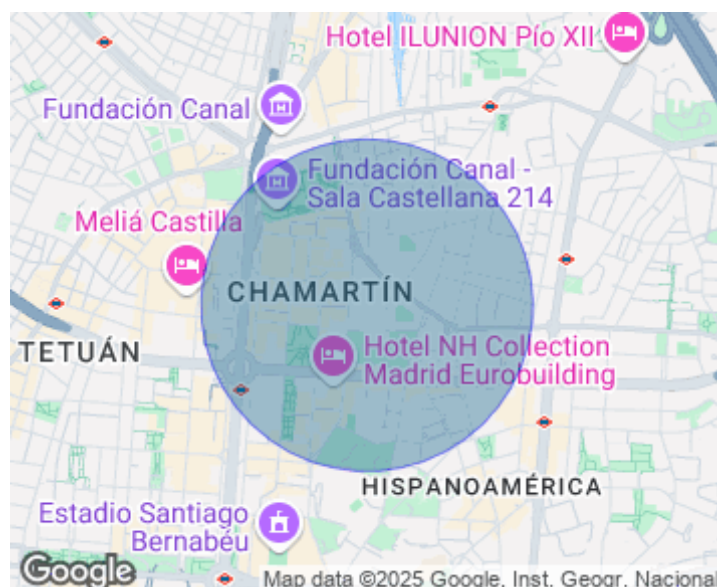 Hotel ILUNION Pío XII
Fundación Canal
Fundación Canal -
Sala Castellana 214
Meliá Castilla
CHAMARTÍN
TETUÁN
Hotel NH Collection
Madrid Eurobuilding
HISPANOAMÉRICA
Estadio Santiago
Bernabéu
Google
Map data ©2025 Google, Inst. Geogr. Nacional